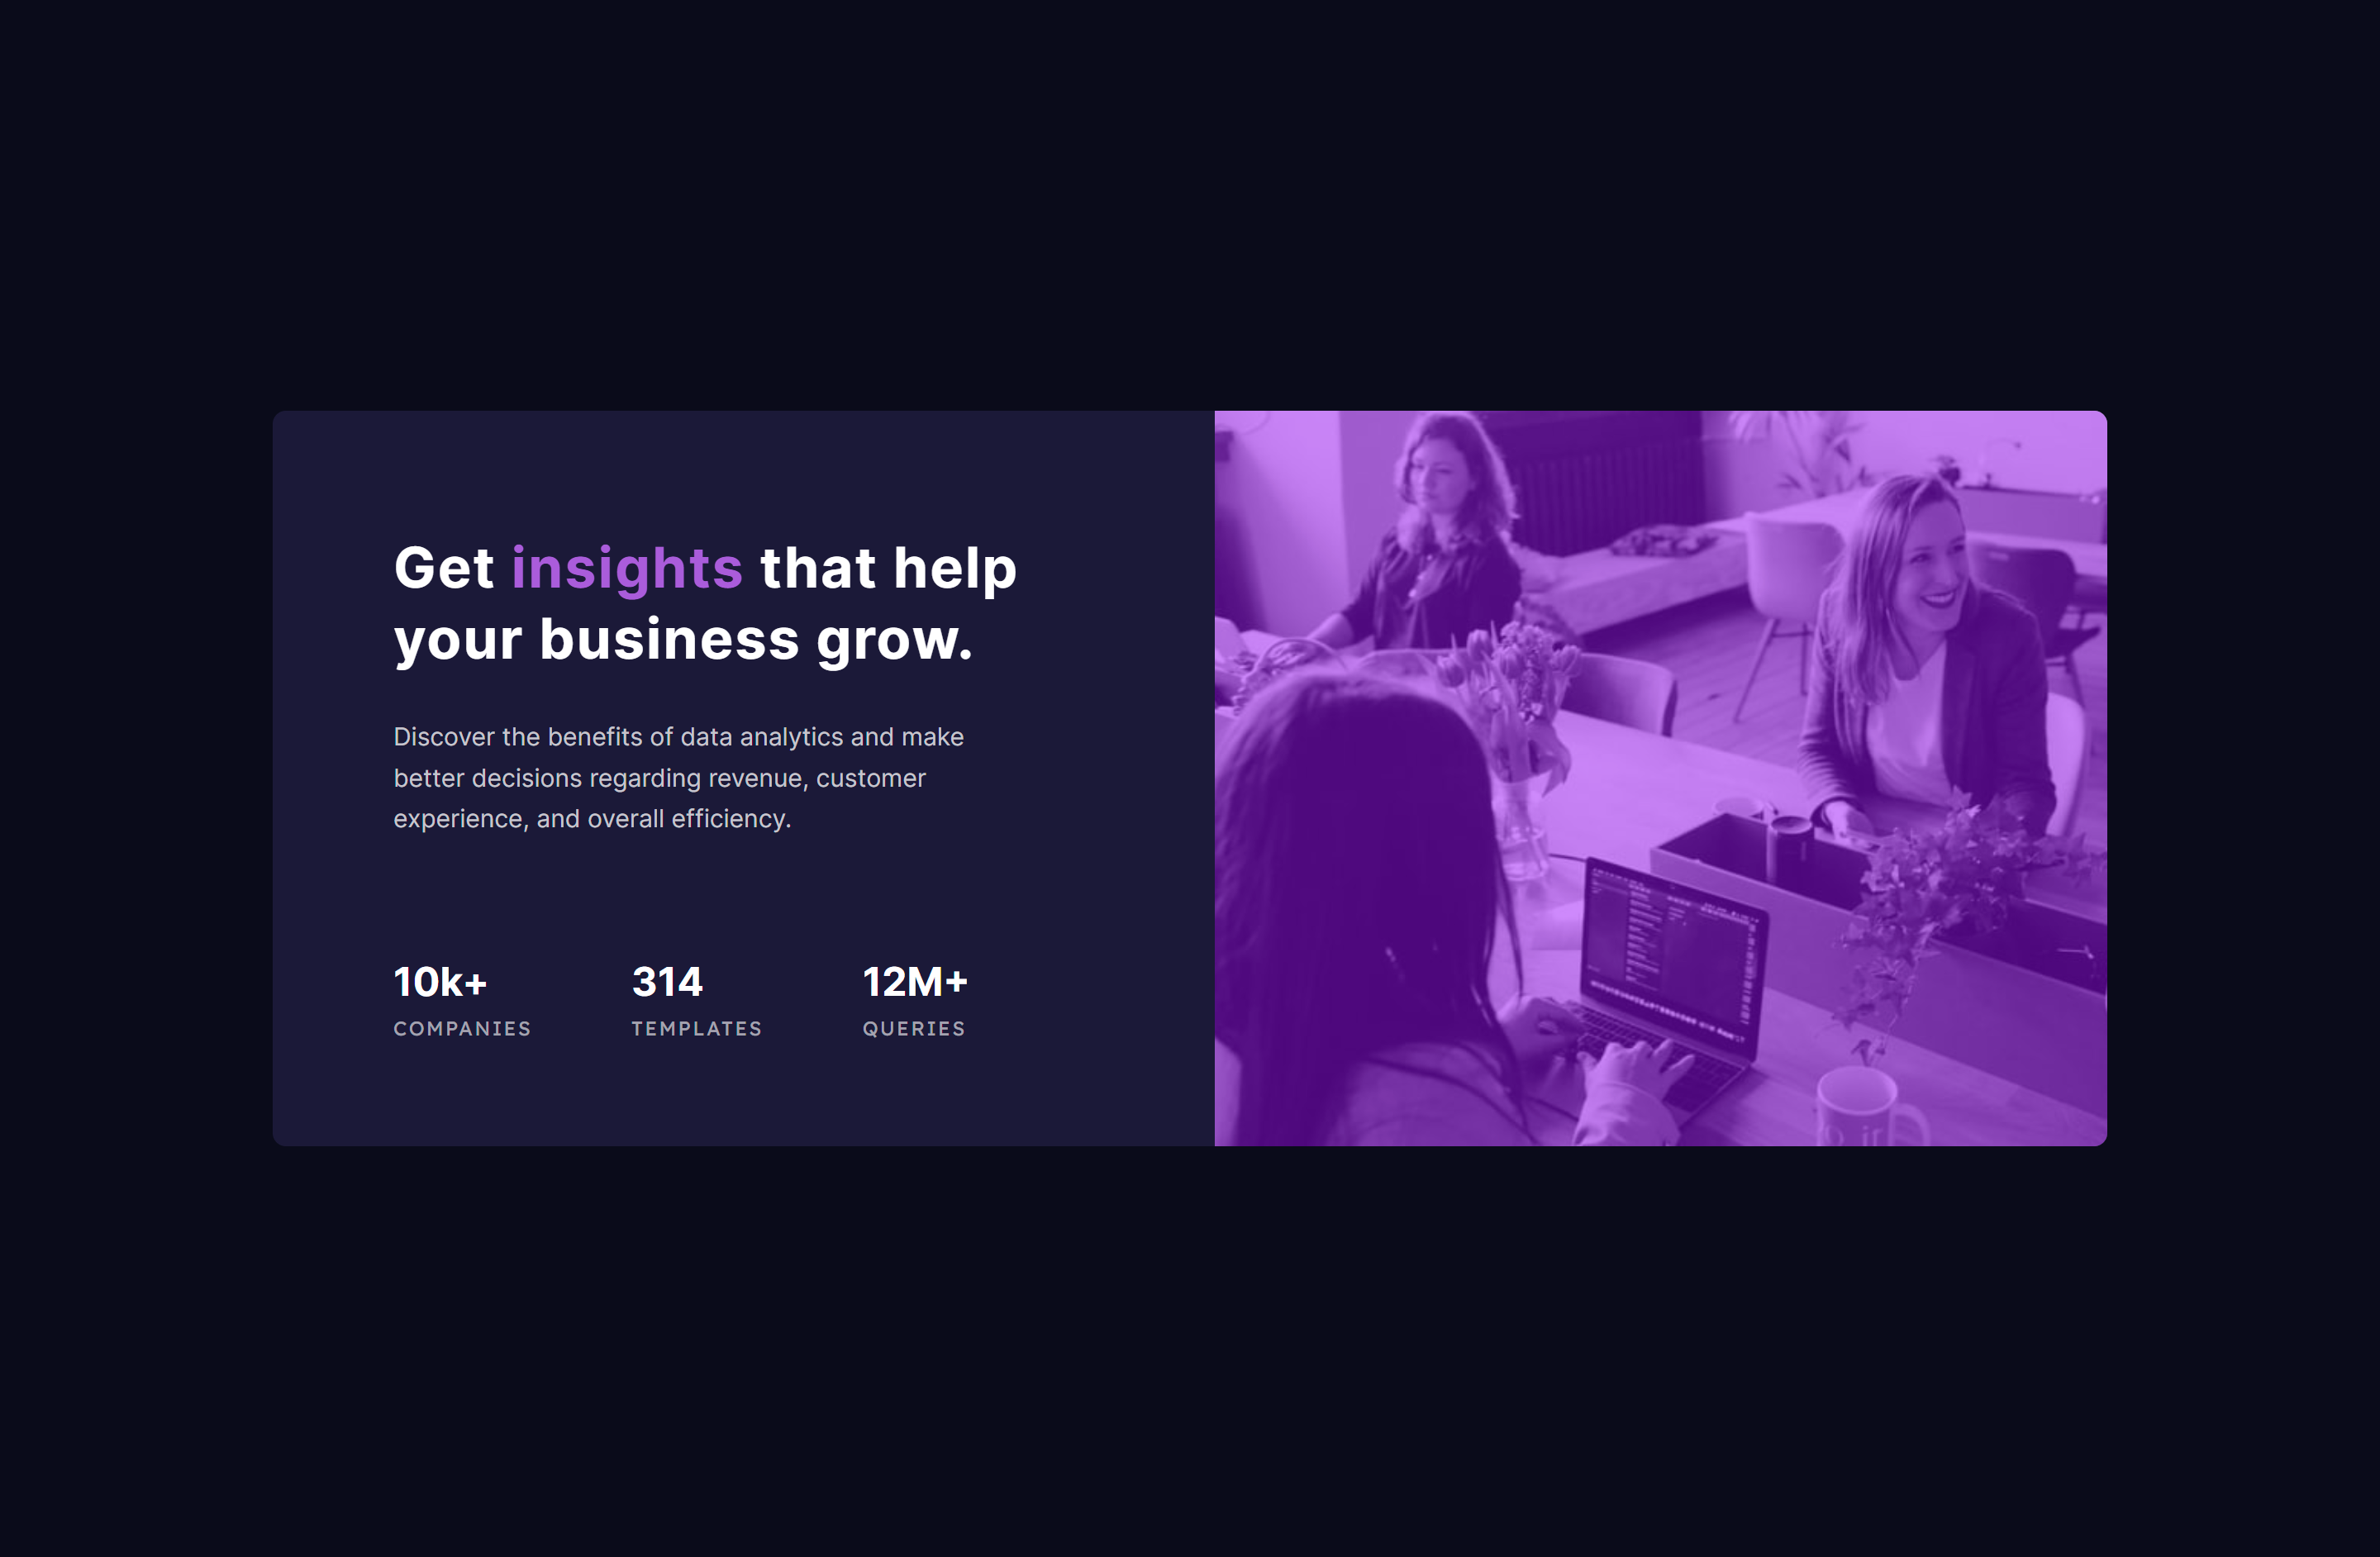 Get insights that help
your business grow.
Discover the benefits of data analytics and make
better decisions regarding revenue, customer
experience, and overall efficiency.
10k+ 314 12M+
COMPANIES TEMPLATES QUERIES